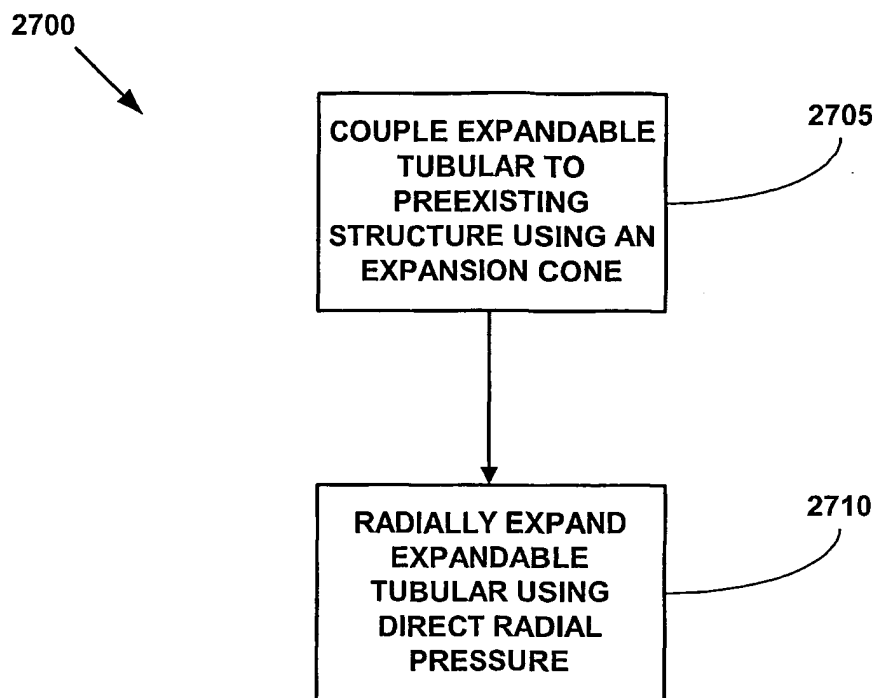 2700
COUPLE EXPANDABLE
TUBULAR TO
PREEXISTING
STRUCTURE USING AN
EXPANSION CONE
2705
RADIALLY EXPAND
EXPANDABLE
TUBULAR USING
DIRECT RADIAL
PRESSURE
2710